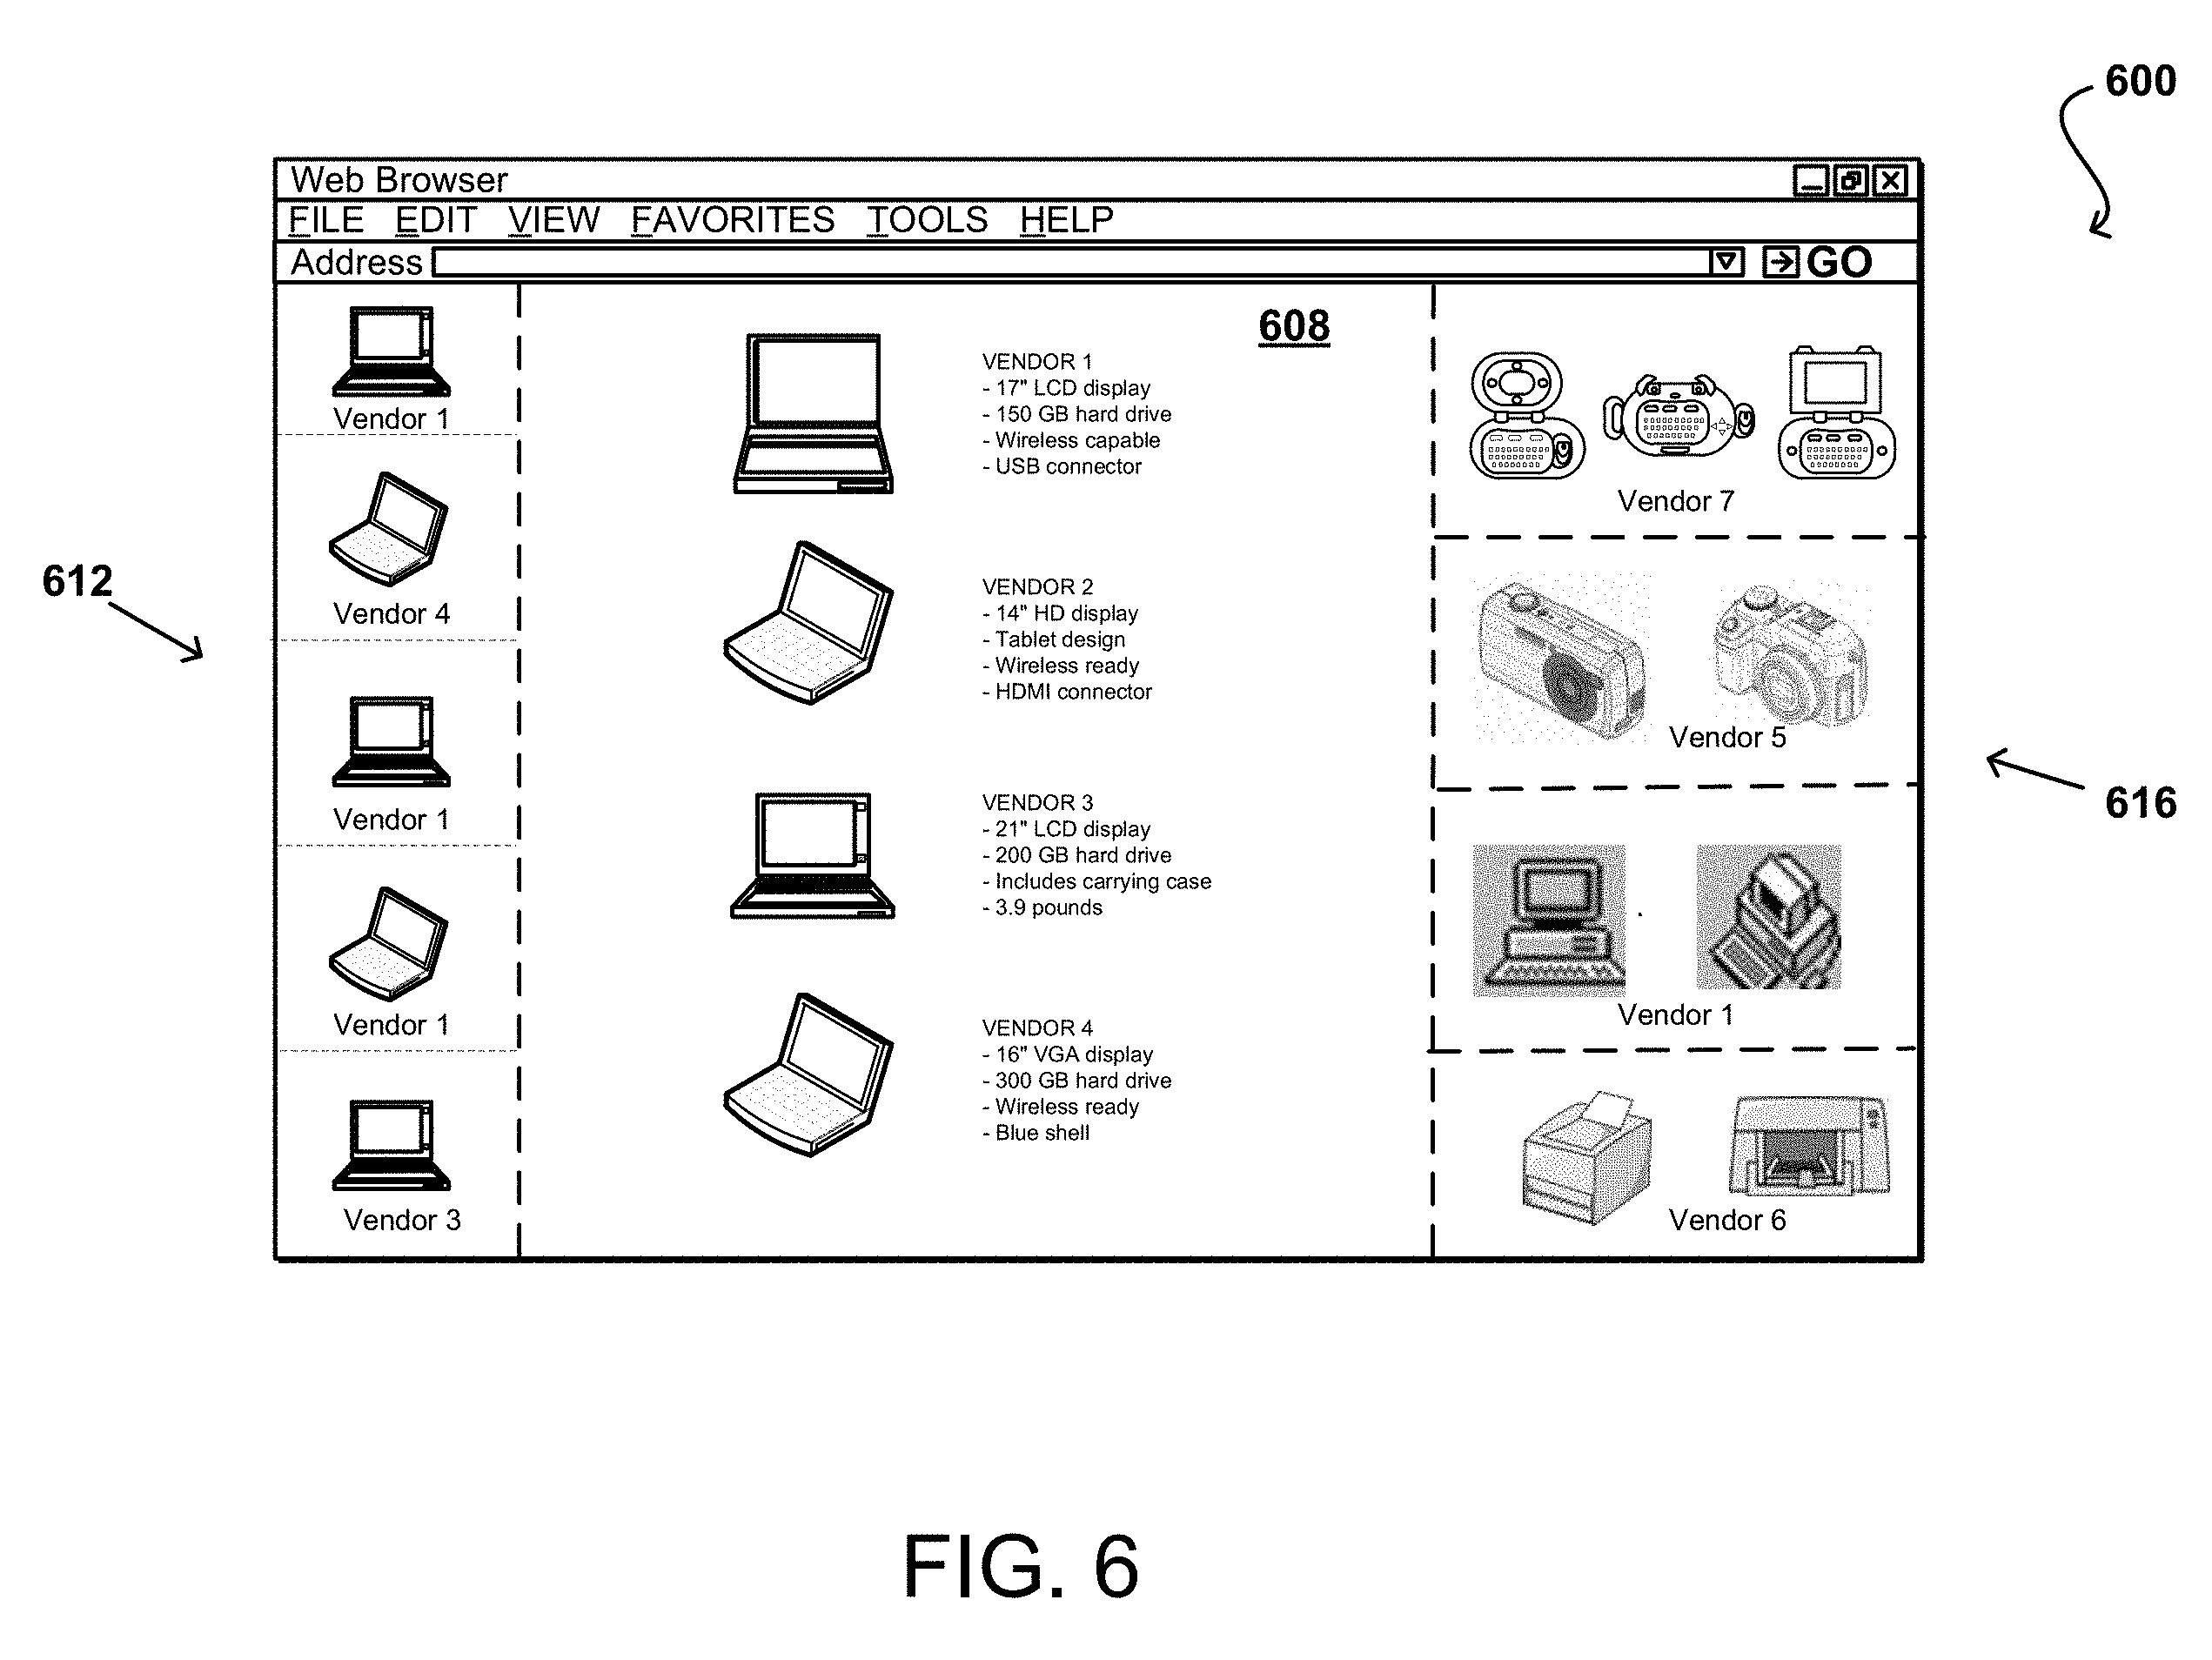 600
Web Browser
FILE EDIT VIEW FAVORITES TOOLS HELP
Address GO
612
Vendor 1
Vendor 4
Vendor 1
Vendor 1
Vendor 3
608
VENDOR 1
- 17" LCD display
- 150 GB hard drive
- Wireless capable
- USB connector
VENDOR 2
- 14" HD display
- Tablet design
- Wireless ready
- HDMI connector
VENDOR 3
- 21" LCD display
- 200 GB hard drive
- Includes carrying case
- 3.9 pounds
VENDOR 4
- 16" VGA display
- 300 GB hard drive
- Wireless ready
- Blue shell
Vendor 7
Vendor 5
Vendor 1
Vendor 6
616
FIG. 6